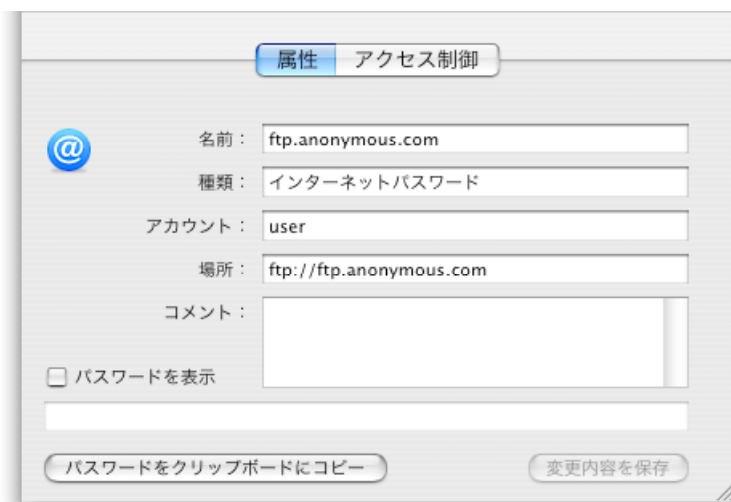 属性 アクセス制御
@
名前： ftp.anonymous.com
種類： インターネットパスワード
アカウント： user
場所： ftp://ftp.anonymous.com
コメント：
パスワードを表示
パスワードをクリップボードにコピー 変更内容を保存